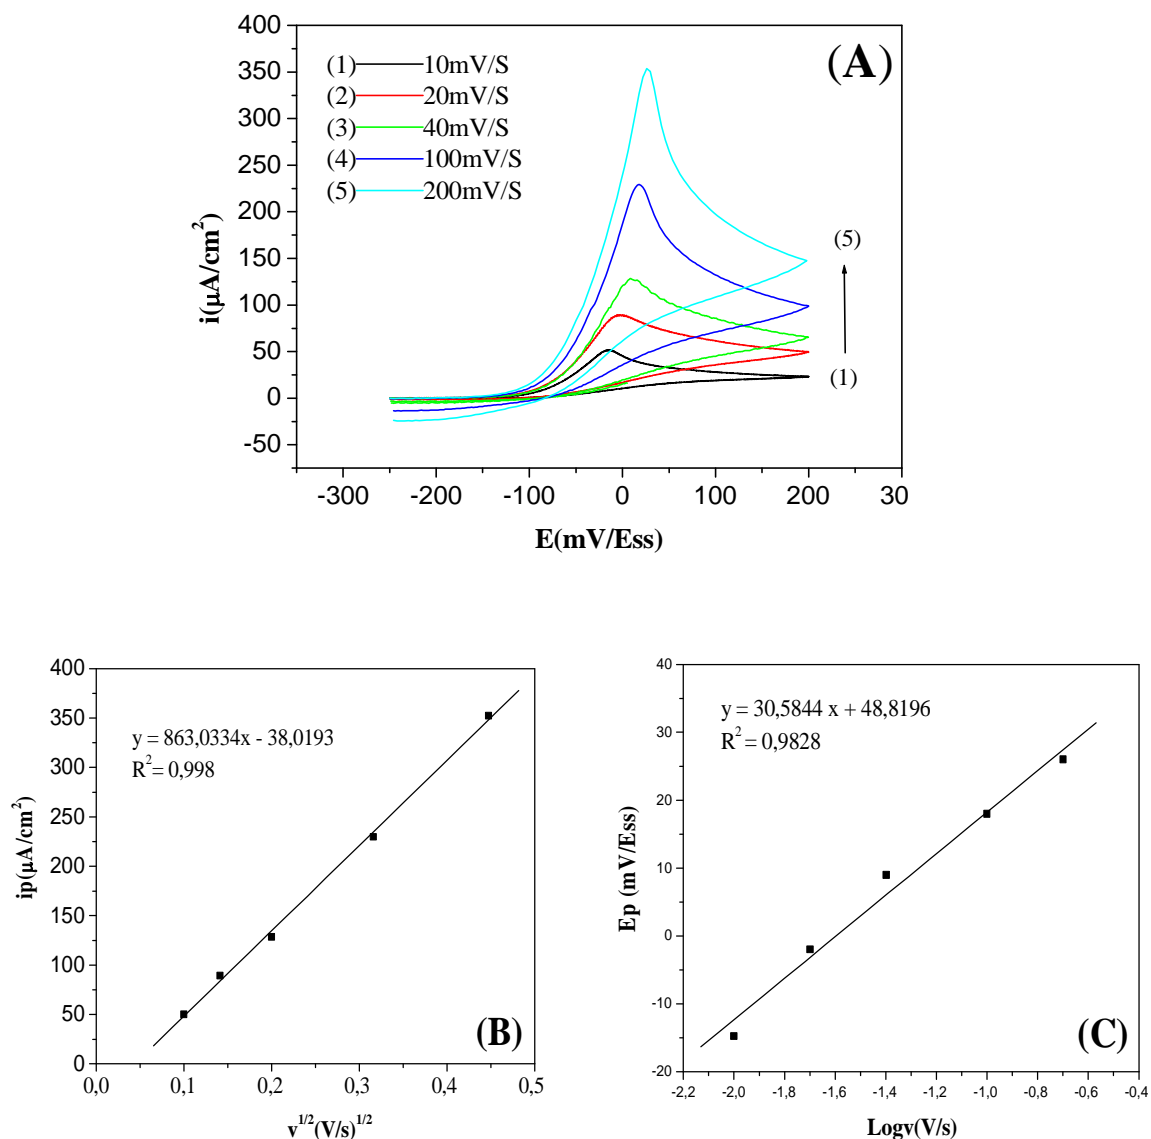 (A)
(1) 10mV/S
(2) 20mV/S
(3) 40mV/S
(4) 100mV/S
(5) 200mV/S
400
350
300
250
200
150
100
50
0
-50
i(μA/cm²)
(5)
(1)
-300 -200 -100 0 100 200 30
E(mV/Ess)
y = 863,0334x - 38,0193
R² = 0,998
400
350
300
250
200
150
100
50
0
ip(μA/cm²)
(B)
0,0 0,1 0,2 0,3 0,4 0,5
v^1/2(V/s)^1/2
y = 30,5844 x + 48,8196
R² = 0,9828
40
30
20
10
0
-10
-20
Ep (mV/Ess)
(C)
-2,2 -2,0 -1,8 -1,6 -1,4 -1,2 -1,0 -0,8 -0,6 -0,4
Logv(V/s)